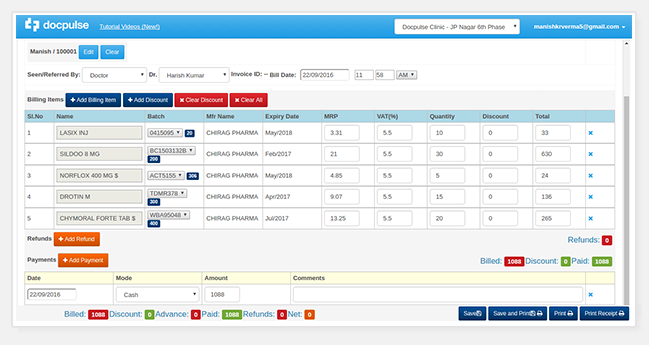 docpulse Tutorial Videos (New!) Docpulse Clinic - JP Nagar 6th Phase manishkrverma5@gmail.com
Manish / 100001 Edit Clear
Seen/Referred By: Doctor Dr. Harish Kumar Invoice ID: -- Bill Date: 22/09/2016 11 58 AM
Billing Items + Add Billing Item + Add Discount × Clear Discount × Clear All
Sl.No Name Batch Mfr Name Expiry Date MRP VAT(%) Quantity Discount Total
1 LASIX INJ 0415095 20 CHIRAG PHARMA May/2018 3.31 5.5 10 0 33 ×
2 SILDOO 8 MG BC1503132B 200 CHIRAG PHARMA Feb/2017 21 5.5 30 0 630 ×
3 NORFLOX 400 MG $ ACT5155 306 CHIRAG PHARMA May/2018 4.85 5.5 5 0 24 ×
4 DROTIN M TDMR378 300 CHIRAG PHARMA Apr/2017 9.07 5.5 15 0 136 ×
5 CHYMORAL FORTE TAB $ WBA95048 400 CHIRAG PHARMA Jul/2017 13.25 5.5 20 0 265 ×
Refunds + Add Refund Refunds: 0
Payments + Add Payment Billed: 1088 Discount: 0 Paid: 1088
Date Mode Amount Comments
22/09/2016 Cash 1088 ×
Billed: 1088 Discount: 0 Advance: 0 Paid: 1088 Refunds: 0 Net: 0 Save Save and Print Print Print Receipt